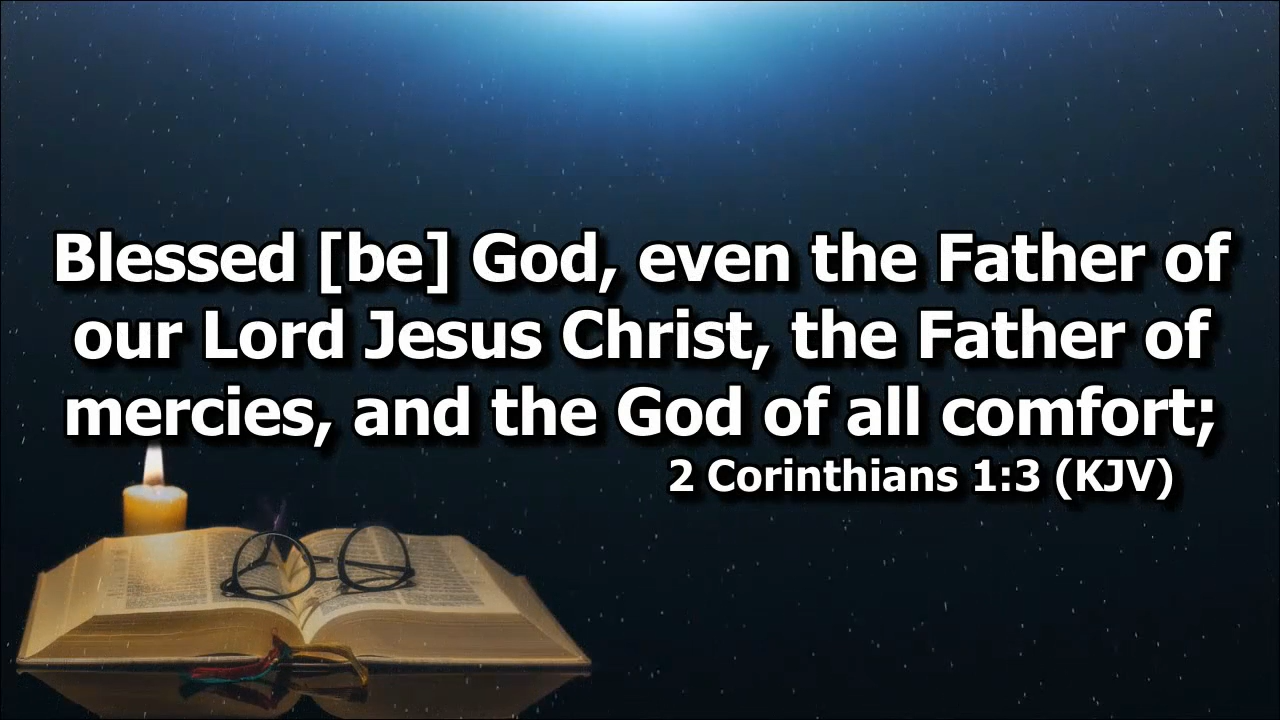 Blessed [be] God, even the Father of
our Lord Jesus Christ, the Father of
mercies, and the God of all comfort;
2 Corinthians 1:3 (KJV)